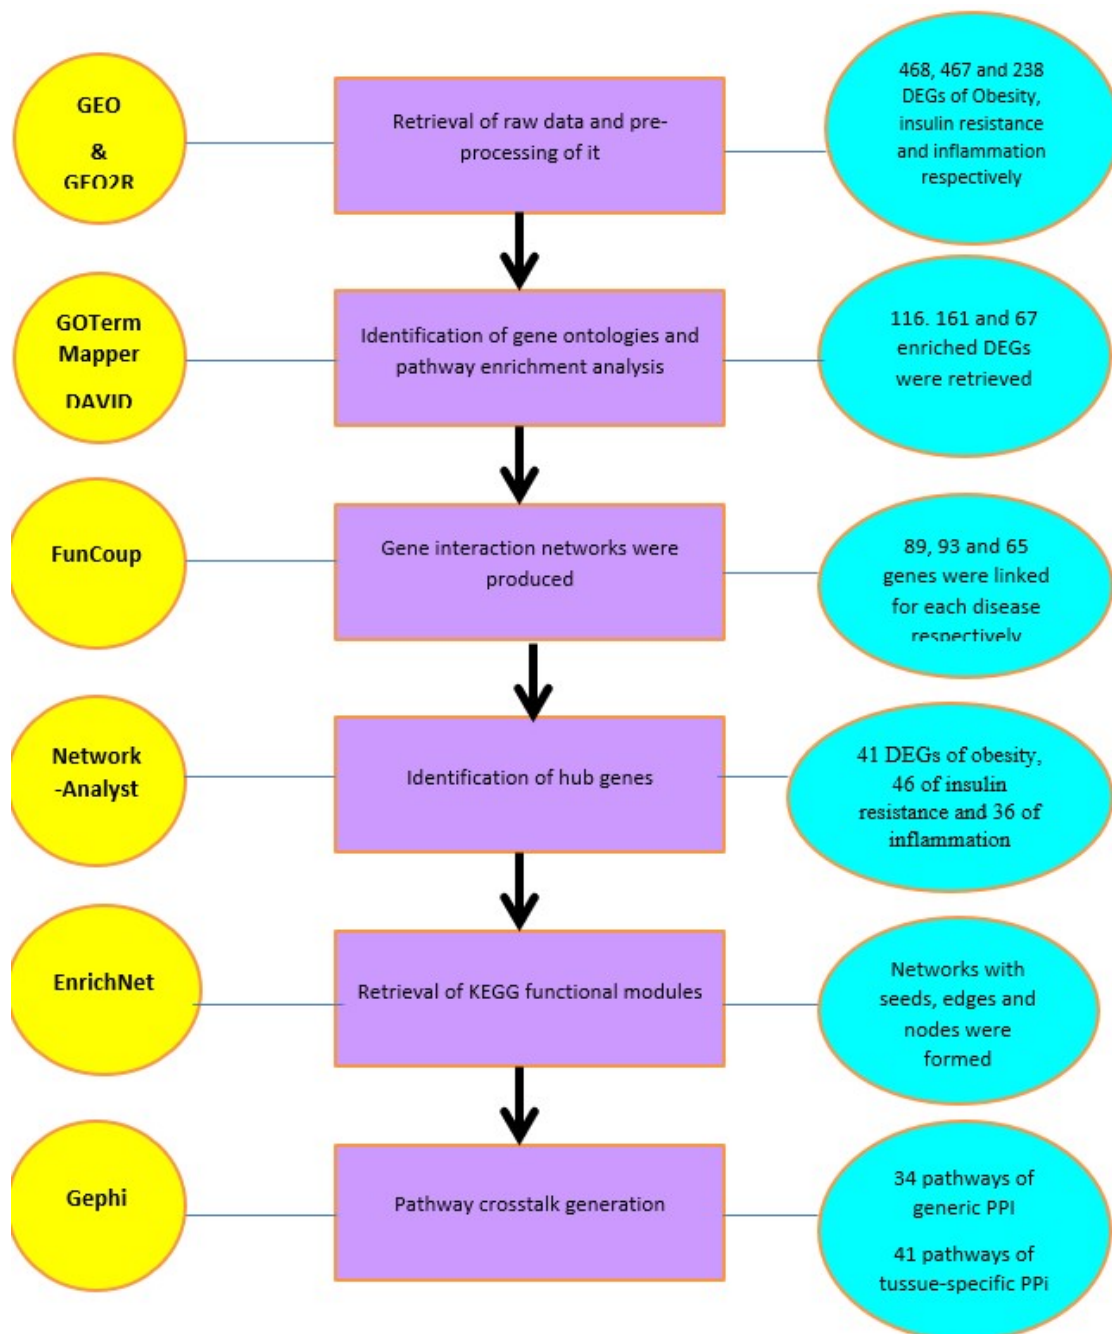 GEO
&
GEO2R
Retrieval of raw data and pre-
processing of it
468, 467 and 238
DEGs of Obesity,
insulin resistance
and inflammation
respectively
GOTerm
Mapper
DAVID
Identification of gene ontologies and
pathway enrichment analysis
116. 161 and 67
enriched DEGs
were retrieved
FunCoup
Gene interaction networks were
produced
89, 93 and 65
genes were linked
for each disease
respectively
Network
-Analyst
Identification of hub genes
41 DEGs of obesity,
46 of insulin
resistance and 36 of
inflammation
EnrichNet
Retrieval of KEGG functional modules
Networks with
seeds, edges and
nodes were
formed
Gephi
Pathway crosstalk generation
34 pathways of
generic PPI
41 pathways of
tussue-specific PPi